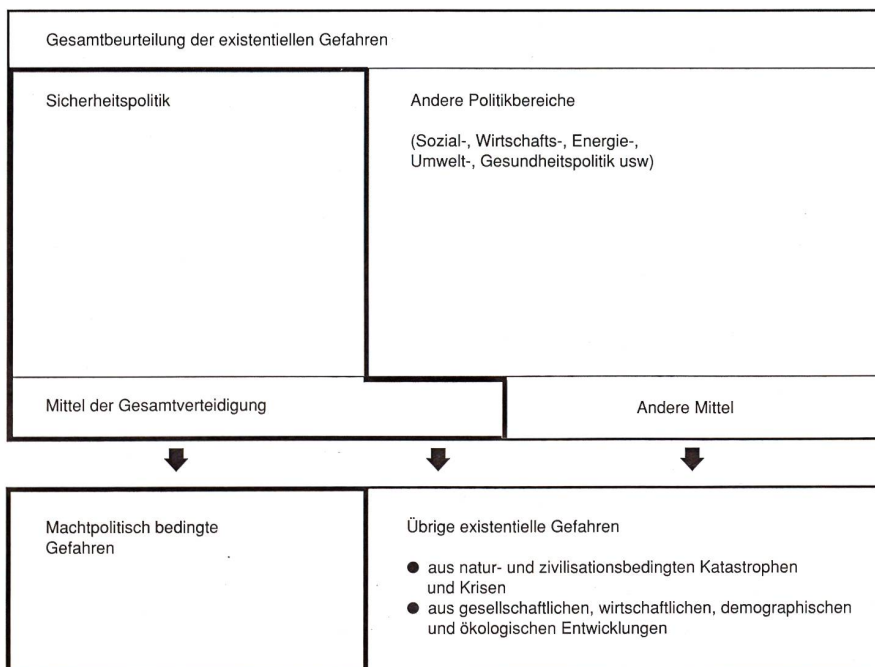 Gesamtbeurteilung der existentiellen Gefahren
Sicherheitspolitik
Andere Politikbereiche
(Sozial-, Wirtschafts-, Energie-,
Umwelt-, Gesundheitspolitik usw)
Mittel der Gesamtverteidigung
Andere Mittel
Machtpolitisch bedingte
Gefahren
Übrige existentielle Gefahren
● aus natur- und zivilisationsbedingten Katastrophen
und Krisen
● aus gesellschaftlichen, wirtschaftlichen, demographischen
und ökologischen Entwicklungen